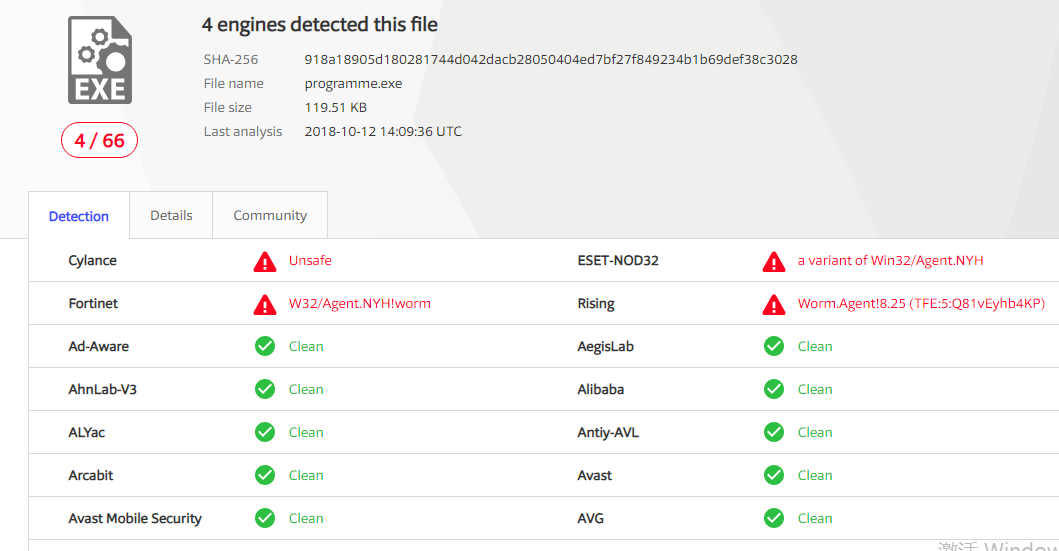 4 engines detected this file
SHA-256 918a18905d180281744d042dacb28050404ed7bf27f849234b1b69def38c3028
File name programme.exe
File size 119.51 KB
Last analysis 2018-10-12 14:09:36 UTC
EXE
4 / 66
Detection Details Community
Cylance Unsafe ESET-NOD32 a variant of Win32/Agent.NYH
Fortinet W32/Agent.NYH!worm Rising Worm.Agent!8.25 (TFE:5:Q81vEyhb4KP)
Ad-Aware Clean AegisLab Clean
AhnLab-V3 Clean Alibaba Clean
ALYac Clean Antiy-AVL Clean
Arcabit Clean Avast Clean
Avast Mobile Security Clean AVG Clean